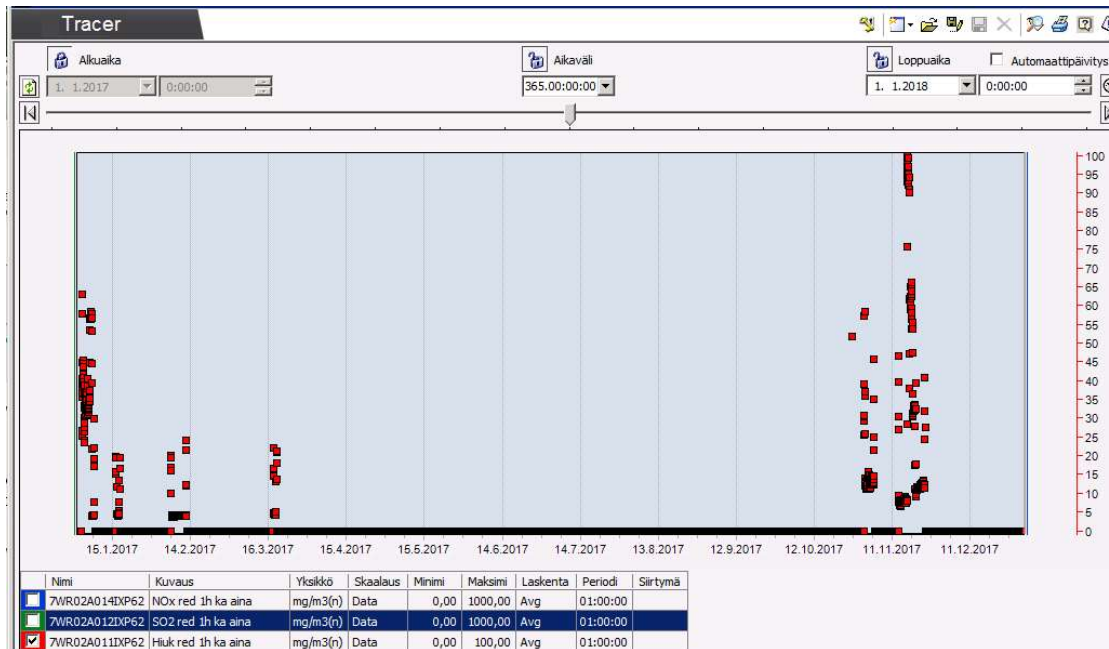 Tracer
Alkuaika
Aikaväli
Loppuaika
Automaattipäivitys
1. 1.2017
0:00:00
365.00:00:00
1. 1.2018
0:00:00
100
95
90
85
80
75
70
65
60
55
50
45
40
35
30
25
20
15
10
5
0
15.1.2017 14.2.2017 16.3.2017 15.4.2017 15.5.2017 14.6.2017 14.7.2017 13.8.2017 12.9.2017 12.10.2017 11.11.2017 11.12.2017
Nimi Kuvaus Yksikkö Skaalaus Minimi Maksimi Laskenta Periodi Siirtymä
7WR02A014IXP62 NOx red 1h ka aina mg/m3(n) Data 0,00 1000,00 Avg 01:00:00
7WR02A012IXP62 SO2 red 1h ka aina mg/m3(n) Data 0,00 1000,00 Avg 01:00:00
7WR02A011IXP62 Hiuk red 1h ka aina mg/m3(n) Data 0,00 100,00 Avg 01:00:00